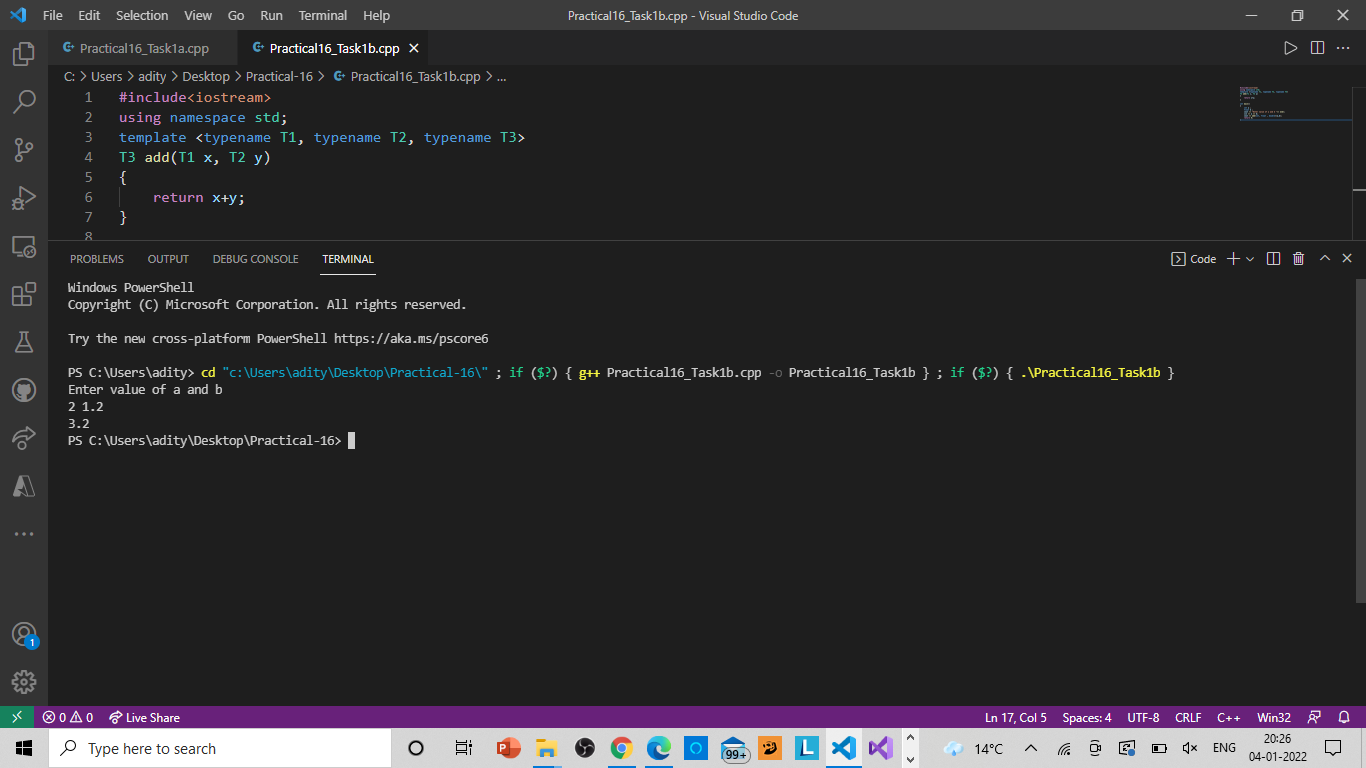 File Edit Selection View Go Run Terminal Help Practical16_Task1b.cpp - Visual Studio Code
Practical16_Task1a.cpp Practical16_Task1b.cpp
C: > Users > adity > Desktop > Practical-16 > Practical16_Task1b.cpp > ...
1 #include<iostream>
2 using namespace std;
3 template <typename T1, typename T2, typename T3>
4 T3 add(T1 x, T2 y)
5 {
6 return x+y;
7 }
8
PROBLEMS OUTPUT DEBUG CONSOLE TERMINAL Code
Windows PowerShell
Copyright (C) Microsoft Corporation. All rights reserved.
Try the new cross-platform PowerShell https://aka.ms/pscore6
PS C:\Users\adity> cd "c:\Users\adity\Desktop\Practical-16\" ; if ($?) { g++ Practical16_Task1b.cpp -o Practical16_Task1b } ; if ($?) { .\Practical16_Task1b }
Enter value of a and b
2 1.2
3.2
PS C:\Users\adity\Desktop\Practical-16>
1
0 0 Live Share Ln 17, Col 5 Spaces: 4 UTF-8 CRLF C++ Win32
Type here to search 99+ L 14°C ENG 20:26
04-01-2022